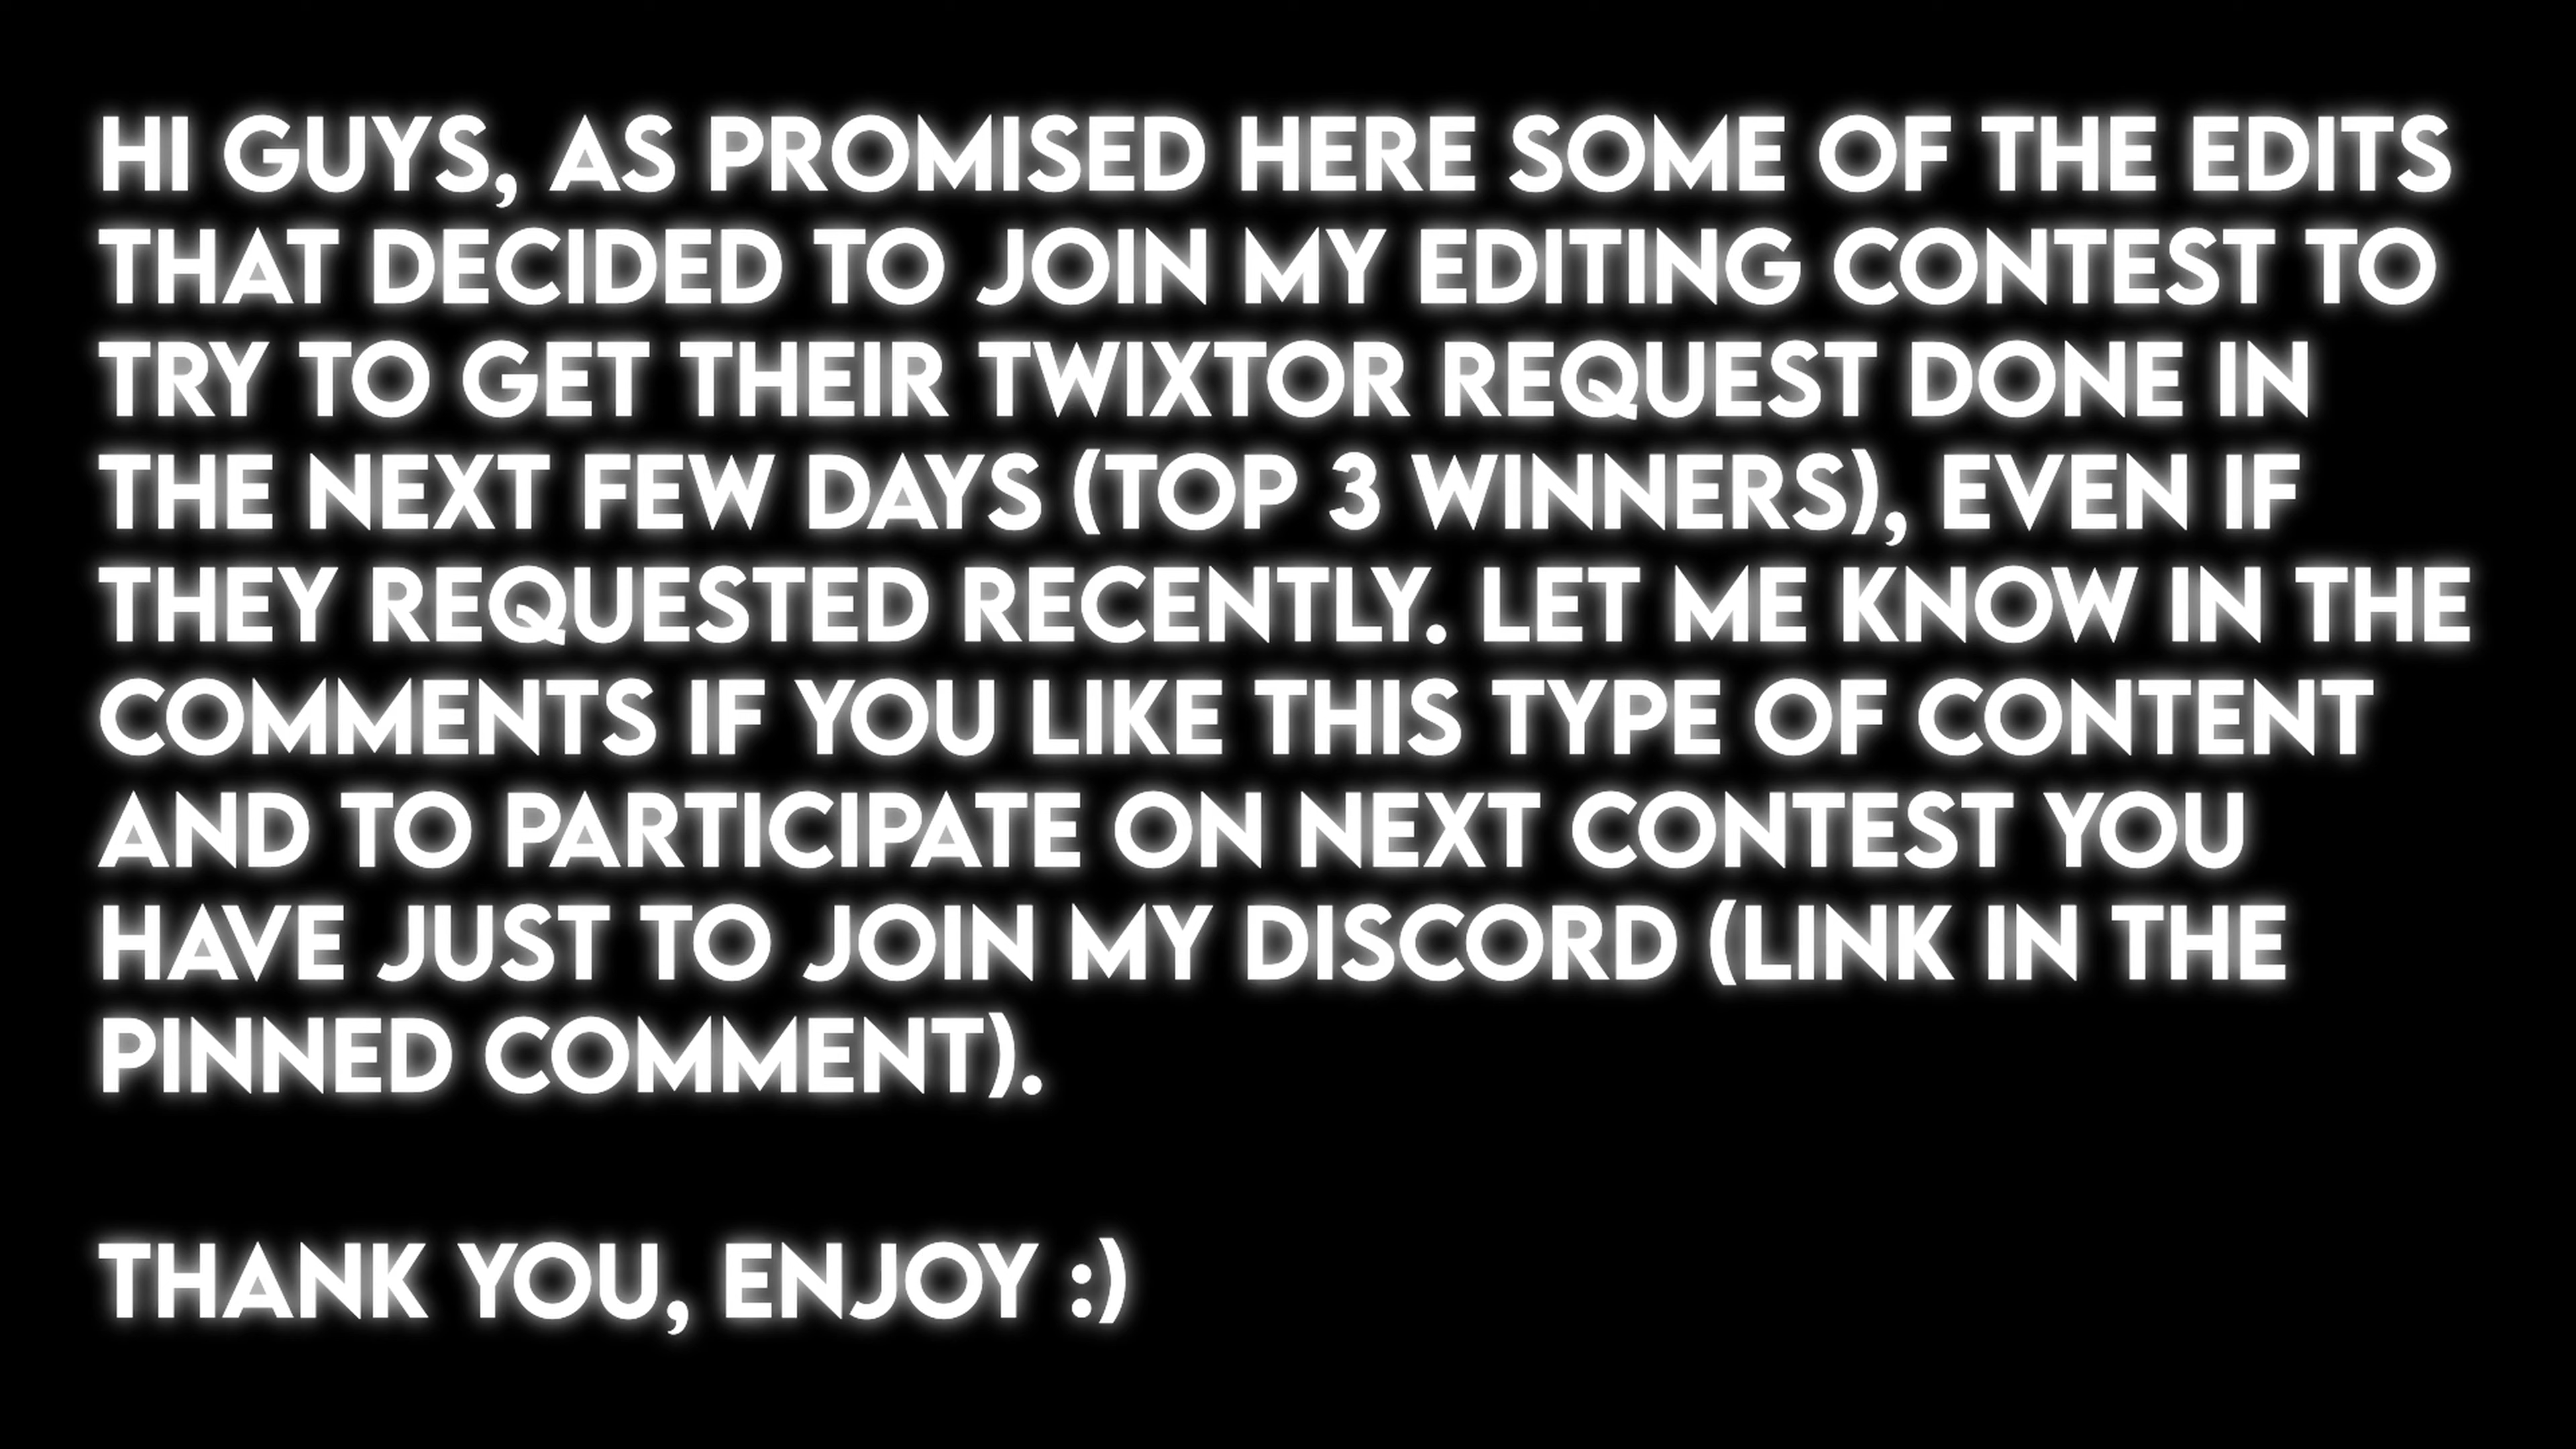 HI GUYS, AS PROMISED HERE SOME OF THE EDITS
THAT DECIDED TO JOIN MY EDITING CONTEST TO
TRY TO GET THEIR TWIXTOR REQUEST DONE IN
THE NEXT FEW DAYS (TOP 3 WINNERS), EVEN IF
THEY REQUESTED RECENTLY. LET ME KNOW IN THE
COMMENTS IF YOU LIKE THIS TYPE OF CONTENT
AND TO PARTICIPATE ON NEXT CONTEST YOU
HAVE JUST TO JOIN MY DISCORD (LINK IN THE
PINNED COMMENT).
THANK YOU, ENJOY :)